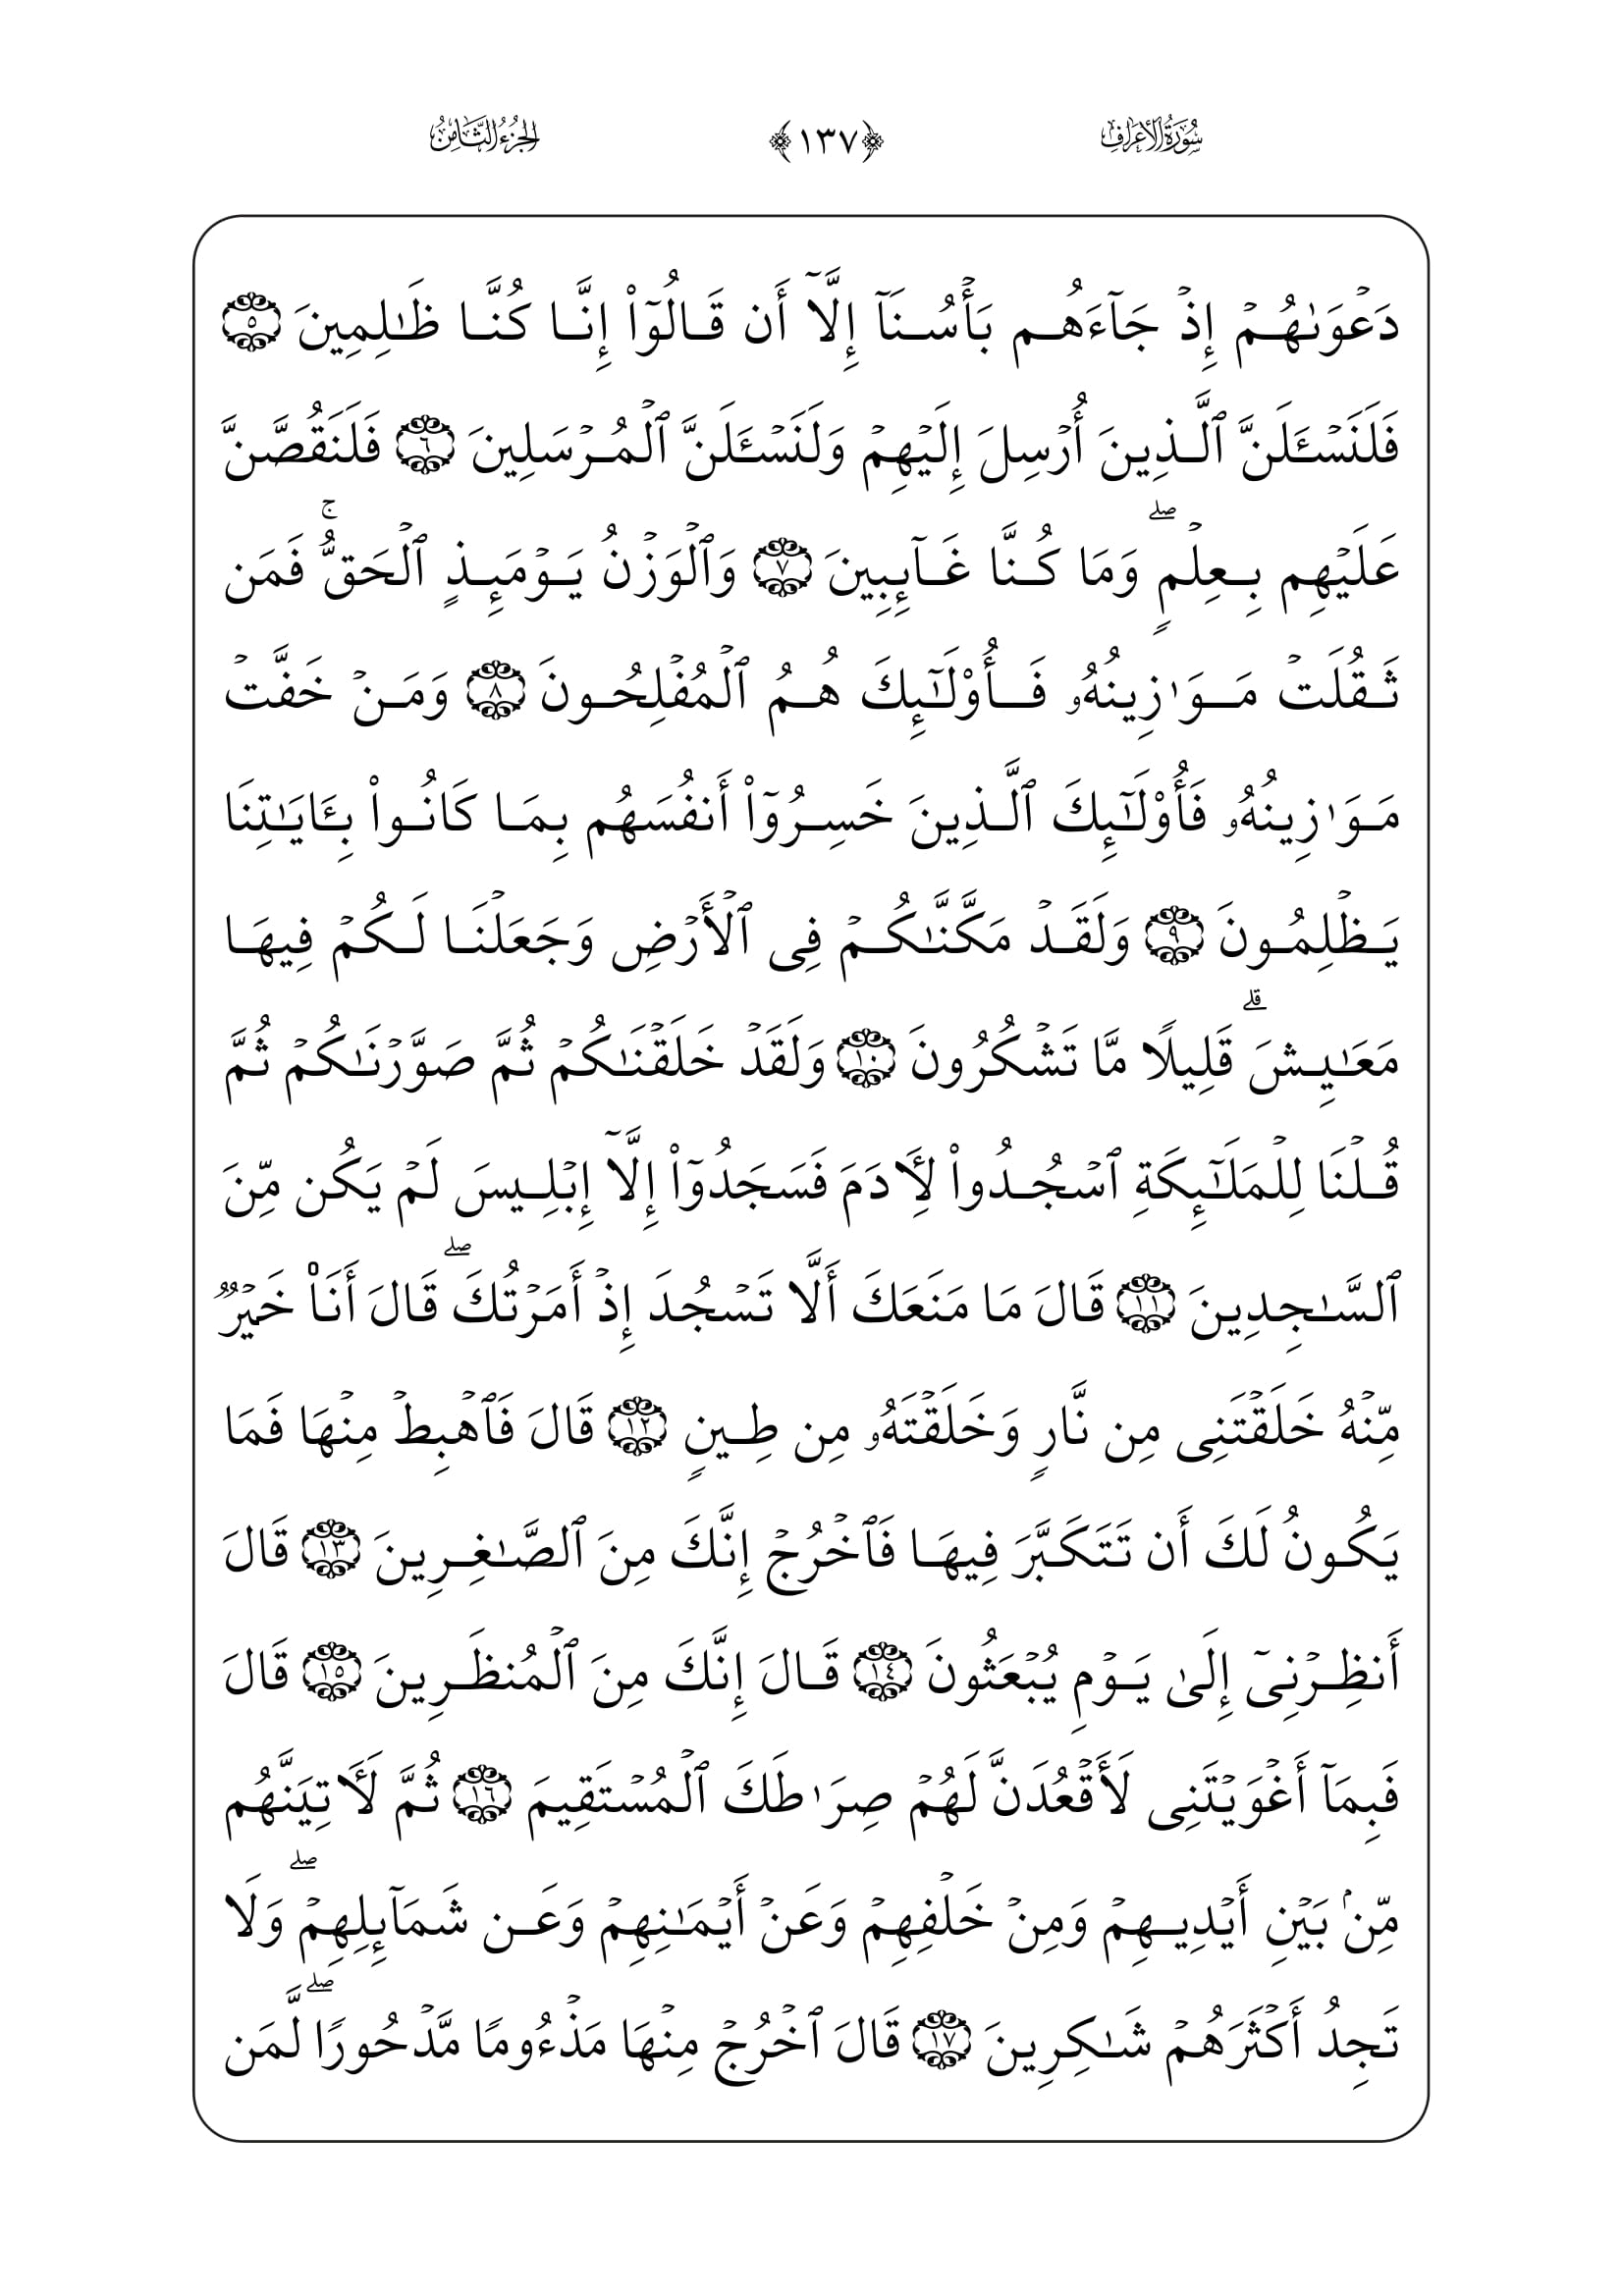 سُورَةُ الْأَعْرَافِ ﴿١٣٧﴾ الْجُزْءُ الثَّامِنُ
دَعۡوَىٰهُمۡ إِذۡ جَآءَهُم بَأۡسُنَآ إِلَّآ أَن قَالُوٓاْ إِنَّا كُنَّا ظَٰلِمِينَ ٥
فَلَنَسۡـَٔلَنَّ ٱلَّذِينَ أُرۡسِلَ إِلَيۡهِمۡ وَلَنَسۡـَٔلَنَّ ٱلۡمُرۡسَلِينَ ٦ فَلَنَقُصَّنَّ
عَلَيۡهِم بِعِلۡمٖۖ وَمَا كُنَّا غَآئِبِينَ ٧ وَٱلۡوَزۡنُ يَوۡمَئِذٍ ٱلۡحَقُّۚ فَمَن
ثَقُلَتۡ مَوَٰزِينُهُۥ فَأُوْلَٰٓئِكَ هُمُ ٱلۡمُفۡلِحُونَ ٨ وَمَنۡ خَفَّتۡ
مَوَٰزِينُهُۥ فَأُوْلَٰٓئِكَ ٱلَّذِينَ خَسِرُوٓاْ أَنفُسَهُم بِمَا كَانُواْ بِـَٔايَٰتِنَا
يَظۡلِمُونَ ٩ وَلَقَدۡ مَكَّنَّٰكُمۡ فِي ٱلۡأَرۡضِ وَجَعَلۡنَا لَكُمۡ فِيهَا
مَعَٰيِشَۗ قَلِيلٗا مَّا تَشۡكُرُونَ ١٠ وَلَقَدۡ خَلَقۡنَٰكُمۡ ثُمَّ صَوَّرۡنَٰكُمۡ ثُمَّ
قُلۡنَا لِلۡمَلَٰٓئِكَةِ ٱسۡجُدُواْ لِأٓدَمَ فَسَجَدُوٓاْ إِلَّآ إِبۡلِيسَ لَمۡ يَكُن مِّنَ
ٱلسَّٰجِدِينَ ١١ قَالَ مَا مَنَعَكَ أَلَّا تَسۡجُدَ إِذۡ أَمَرۡتُكَۖ قَالَ أَنَا۠ خَيۡرٞ
مِّنۡهُ خَلَقۡتَنِي مِن نَّارٖ وَخَلَقۡتَهُۥ مِن طِينٖ ١٢ قَالَ فَٱهۡبِطۡ مِنۡهَا فَمَا
يَكُونُ لَكَ أَن تَتَكَبَّرَ فِيهَا فَٱخۡرُجۡ إِنَّكَ مِنَ ٱلصَّٰغِرِينَ ١٣ قَالَ
أَنظِرۡنِيٓ إِلَىٰ يَوۡمِ يُبۡعَثُونَ ١٤ قَالَ إِنَّكَ مِنَ ٱلۡمُنظَرِينَ ١٥ قَالَ
فَبِمَآ أَغۡوَيۡتَنِي لَأَقۡعُدَنَّ لَهُمۡ صِرَٰطَكَ ٱلۡمُسۡتَقِيمَ ١٦ ثُمَّ لَأٓتِيَنَّهُم
مِّنۢ بَيۡنِ أَيۡدِيهِمۡ وَمِنۡ خَلۡفِهِمۡ وَعَنۡ أَيۡمَٰنِهِمۡ وَعَن شَمَآئِلِهِمۡۖ وَلَا
تَجِدُ أَكۡثَرَهُمۡ شَٰكِرِينَ ١٧ قَالَ ٱخۡرُجۡ مِنۡهَا مَذۡءُومٗا مَّدۡحُورٗاۖ لَّمَن